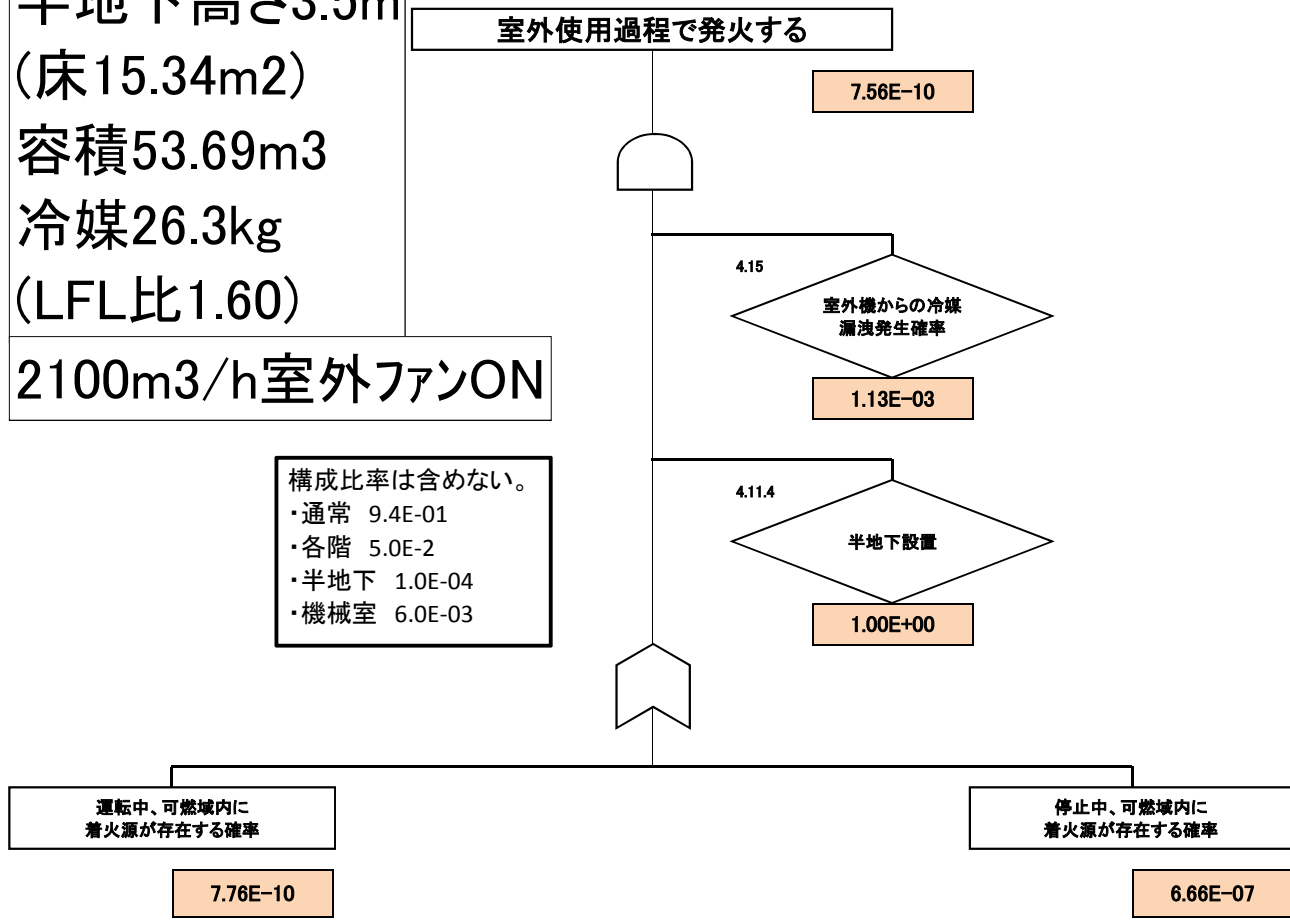 半地下高さ3.5m
(床15.34m2)
容積53.69m3
冷媒26.3kg
(LFL比1.60)
2100m3/h室外ファンON
室外使用過程で発火する
7.56E-10
4.15
室外機からの冷媒
漏洩発生確率
1.13E-03
構成比率は含めない。
・通常 9.4E-01
・各階 5.0E-2
・半地下 1.0E-04
・機械室 6.0E-03
4.11.4
半地下設置
1.00E+00
運転中、可燃域内に
着火源が存在する確率
7.76E-10
停止中、可燃域内に
着火源が存在する確率
6.66E-07